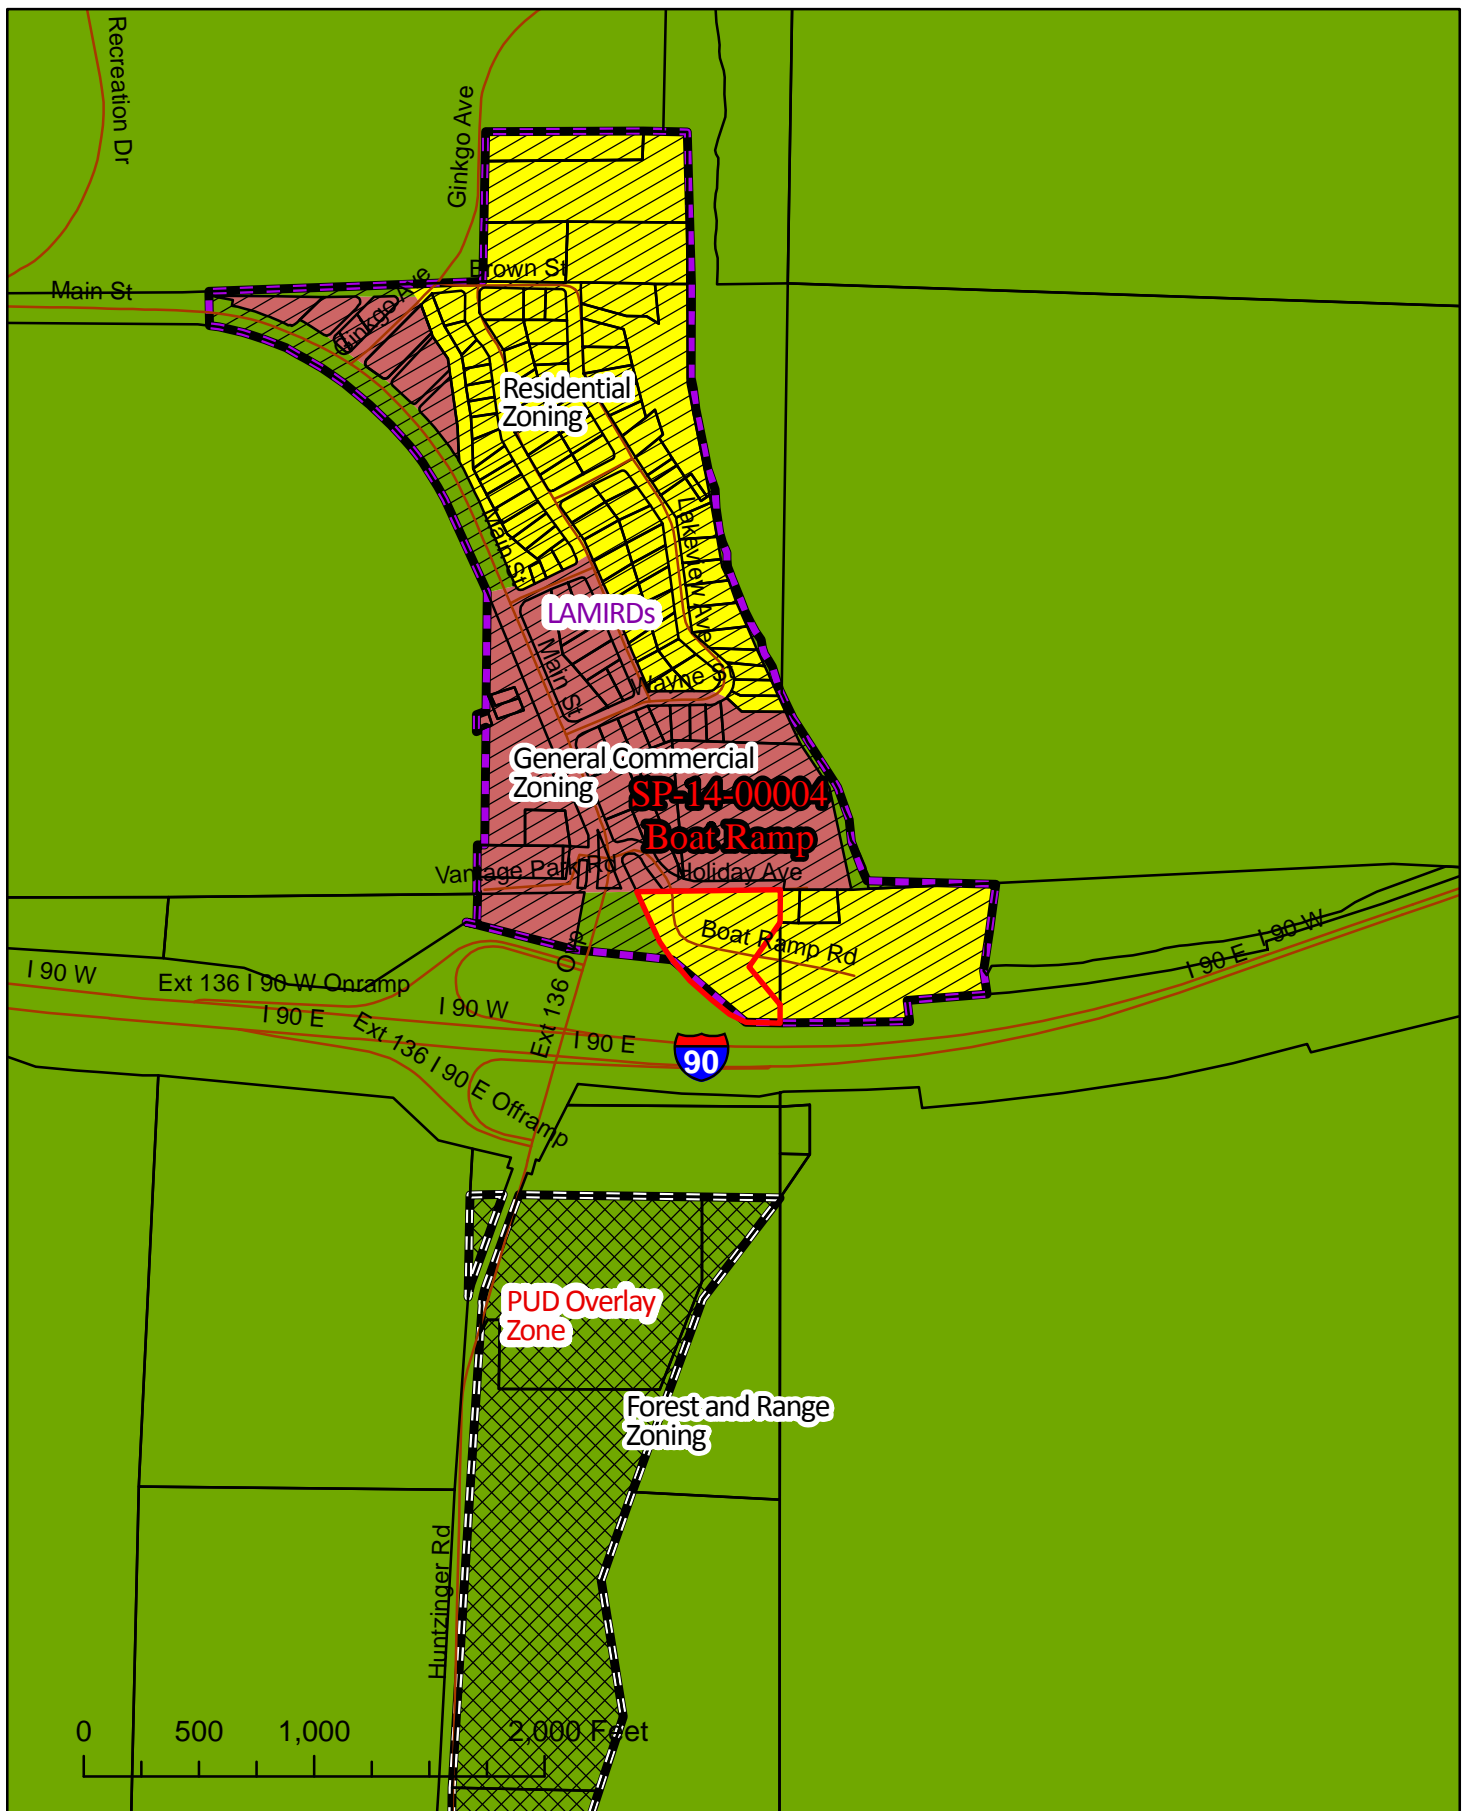 Recreation Dr
Ginkgo Ave
Main St
Brown St
Ginkgo Ave
Residential
Zoning
Main St
Lakeview Ave
LAMIRDs
Main St
Wayne St
General Commercial
Zoning
SP-14-00004
Boat Ramp
Vantage Park Rd
Holiday Ave
Boat Ramp Rd
I 90 W
I 90 E
I 90 W
Ext 136 I 90 W Onramp
I 90 W
I 90 E
Ext 136 I 90 E Offramp
Ext 136 Ovp
I 90 E
90
PUD Overlay
Zone
Forest and Range
Zoning
Huntzinger Rd
0 500 1,000 2,000 Feet